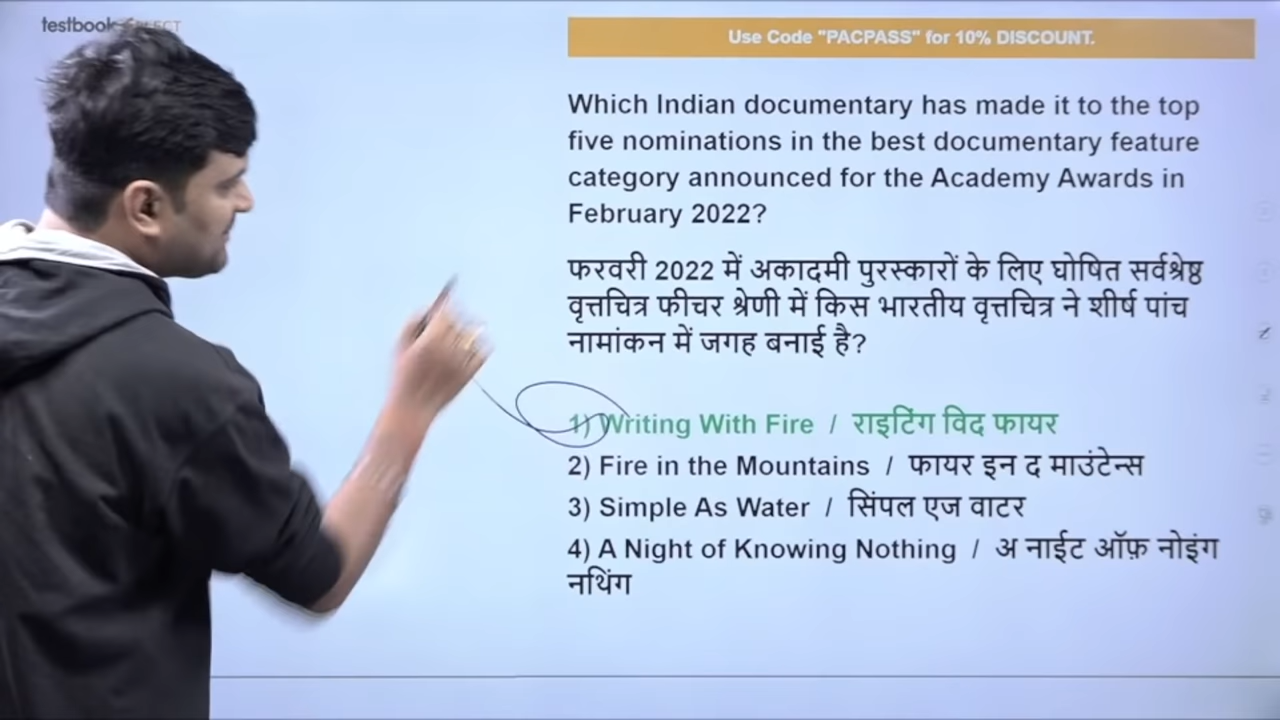 testbook
Use Code "PACPASS" for 10% DISCOUNT.
Which Indian documentary has made it to the top
five nominations in the best documentary feature
category announced for the Academy Awards in
February 2022?
फरवरी 2022 में अकादमी पुरस्कारों के लिए घोषित सर्वश्रेष्ठ
वृत्तचित्र फीचर श्रेणी में किस भारतीय वृत्तचित्र ने शीर्ष पांच
नामांकन में जगह बनाई है?
1) Writing With Fire / राइटिंग विद फायर
2) Fire in the Mountains / फायर इन द माउंटेन्स
3) Simple As Water / सिंपल एज वाटर
4) A Night of Knowing Nothing / अ नाईट ऑफ़ नोइंग
नथिंग